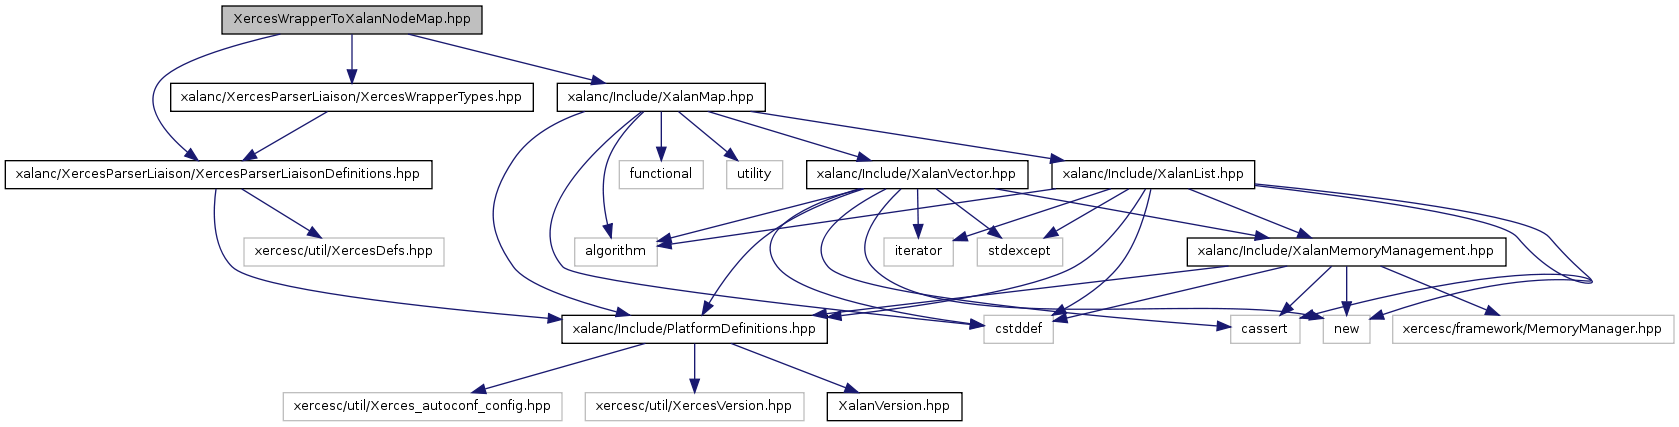 XercesWrapperToXalanNodeMap.hpp
xalanc/XercesParserLiaison/XercesWrapperTypes.hpp
xalanc/Include/XalanMap.hpp
xalanc/XercesParserLiaison/XercesParserLiaisonDefinitions.hpp
functional
utility
xalanc/Include/XalanVector.hpp
xalanc/Include/XalanList.hpp
xercesc/util/XercesDefs.hpp
algorithm
iterator
stdexcept
xalanc/Include/XalanMemoryManagement.hpp
xalanc/Include/PlatformDefinitions.hpp
cstddef
cassert
new
xercesc/framework/MemoryManager.hpp
xercesc/util/Xerces_autoconf_config.hpp
xercesc/util/XercesVersion.hpp
XalanVersion.hpp